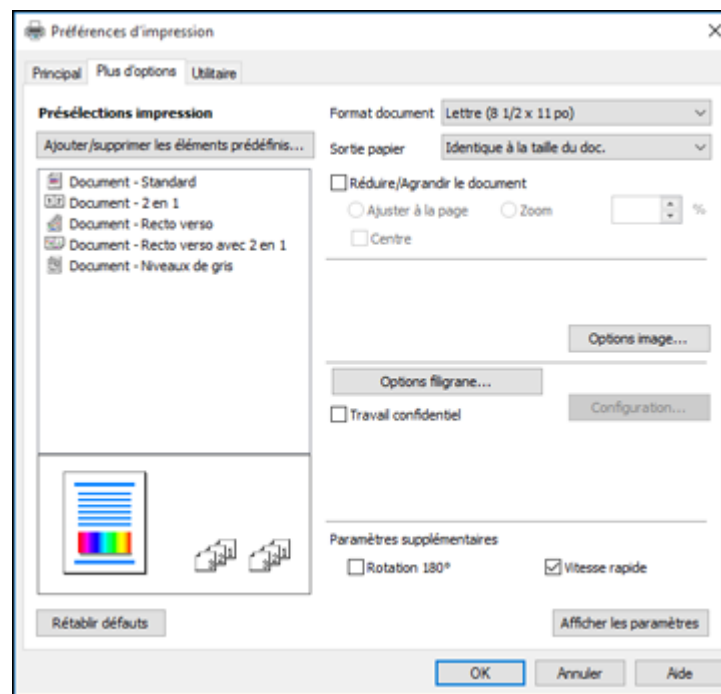 Préférences d'impression
Principal
Plus d'options
Utilitaire
Présélections impression
Ajouter/supprimer les éléments prédéfinis...
Document - Standard
Document - 2 en 1
Document - Recto verso
Document - Recto verso avec 2 en 1
Document - Niveaux de gris
Format document
Lettre (8 1/2 x 11 po)
Sortie papier
Identique à la taille du doc.
Réduire/Agrandir le document
Ajuster à la page
Zoom
%
Centre
Options image...
Options filigrane...
Travail confidentiel
Configuration...
Paramètres supplémentaires
Rotation 180°
Vitesse rapide
Rétablir défauts
Afficher les paramètres
OK
Annuler
Aide